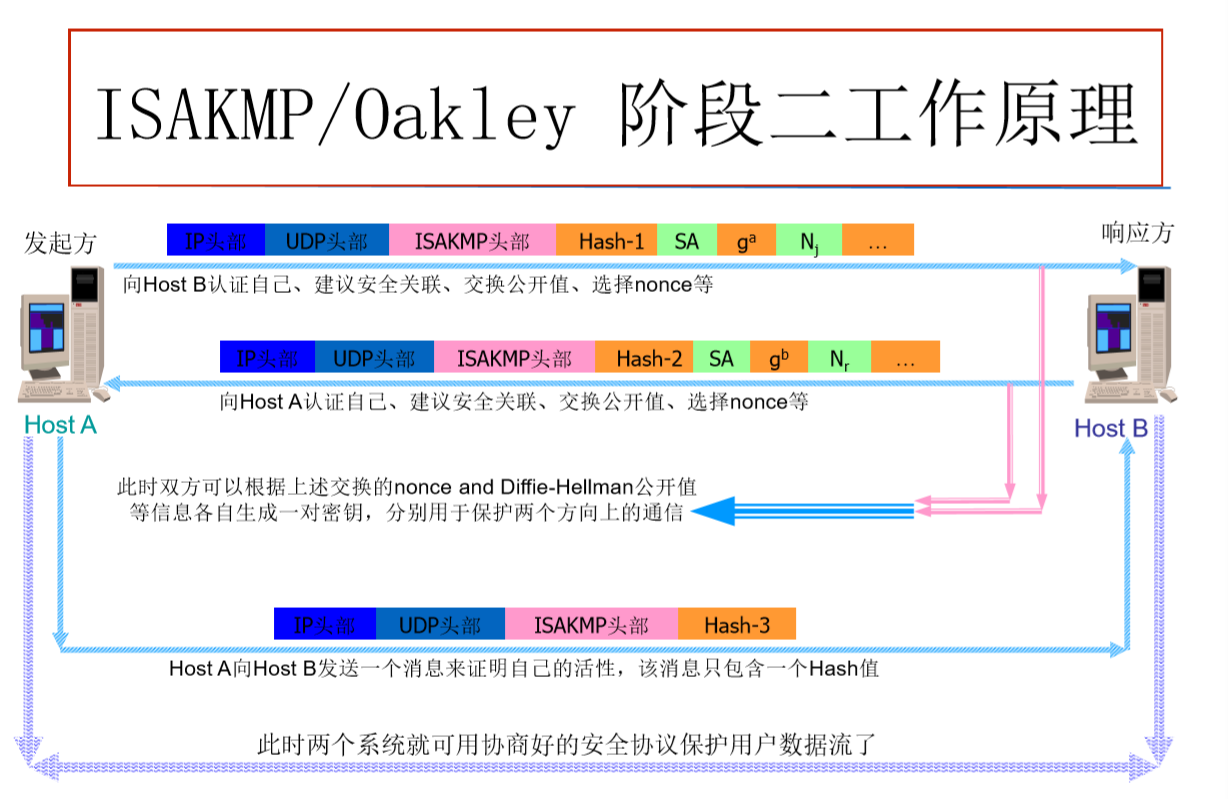 ISAKMP/Oakley 阶段二工作原理
发起方
响应方
IP头部 UDP头部 ISAKMP头部 Hash-1 SA gᵃ Nⱼ ...
向Host B认证自己、建议安全关联、交换公开值、选择nonce等
IP头部 UDP头部 ISAKMP头部 Hash-2 SA gᵇ Nᵣ ...
向Host A认证自己、建议安全关联、交换公开值、选择nonce等
Host A
Host B
此时双方可以根据上述交换的nonce and Diffie-Hellman公开值
等信息各自生成一对密钥，分别用于保护两个方向上的通信
IP头部 UDP头部 ISAKMP头部 Hash-3
Host A向Host B发送一个消息来证明自己的活性，该消息只包含一个Hash值
此时两个系统就可用协商好的安全协议保护用户数据流了